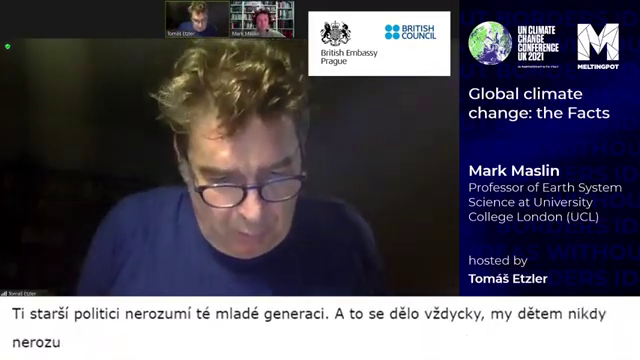 Tomáš Etzler
Mark Maslin
British Embassy
Prague
BRITISH
COUNCIL
UN CLIMATE
CHANGE
CONFERENCE
UK 2021
MELTINGPOT
Global climate
change: the Facts
Mark Maslin
Professor of Earth System
Science at University
College London (UCL)
hosted by
Tomáš Etzler
Tomáš Etzler
Ti starší politici nerozumí té mladé generaci. A to se dělo vždycky, my dětem nikdy
nerozu